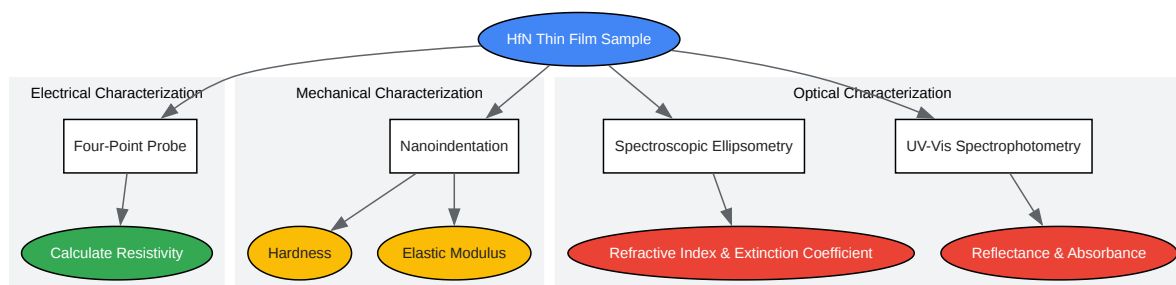 HfN Thin Film Sample
Electrical Characterization
Mechanical Characterization
Optical Characterization
Four-Point Probe
Nanoindentation
Spectroscopic Ellipsometry
UV-Vis Spectrophotometry
Calculate Resistivity
Hardness
Elastic Modulus
Refractive Index & Extinction Coefficient
Reflectance & Absorbance